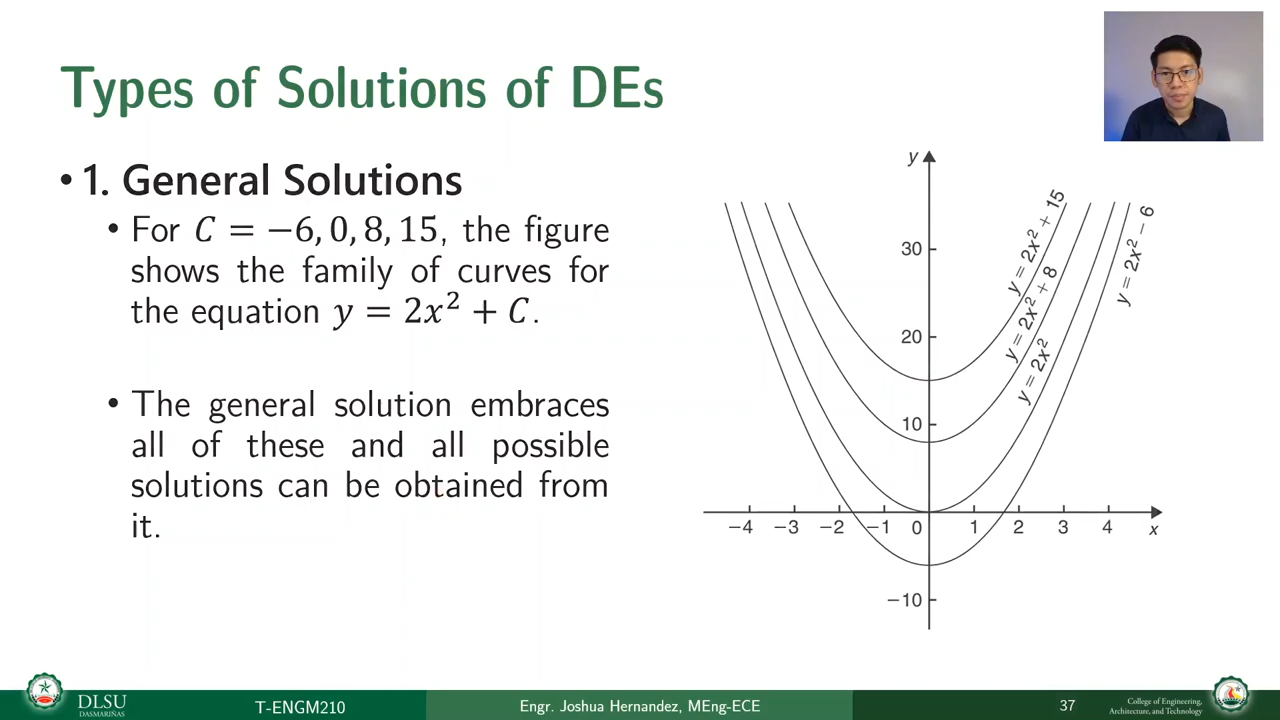 Types of Solutions of DEs
• 1. General Solutions
• For C = −6, 0, 8, 15, the figure
shows the family of curves for
the equation y = 2x² + C.
• The general solution embraces
all of these and all possible
solutions can be obtained from
it.
y
30
20
10
−10
−4 −3 −2 −1 0 1 2 3 4 x
y = 2x² + 15
y = 2x² + 8
y = 2x²
y = 2x² − 6
DLSU
DASMARIÑAS
T-ENGM210
Engr. Joshua Hernandez, MEng-ECE
37
College of Engineering,
Architecture, and Technology